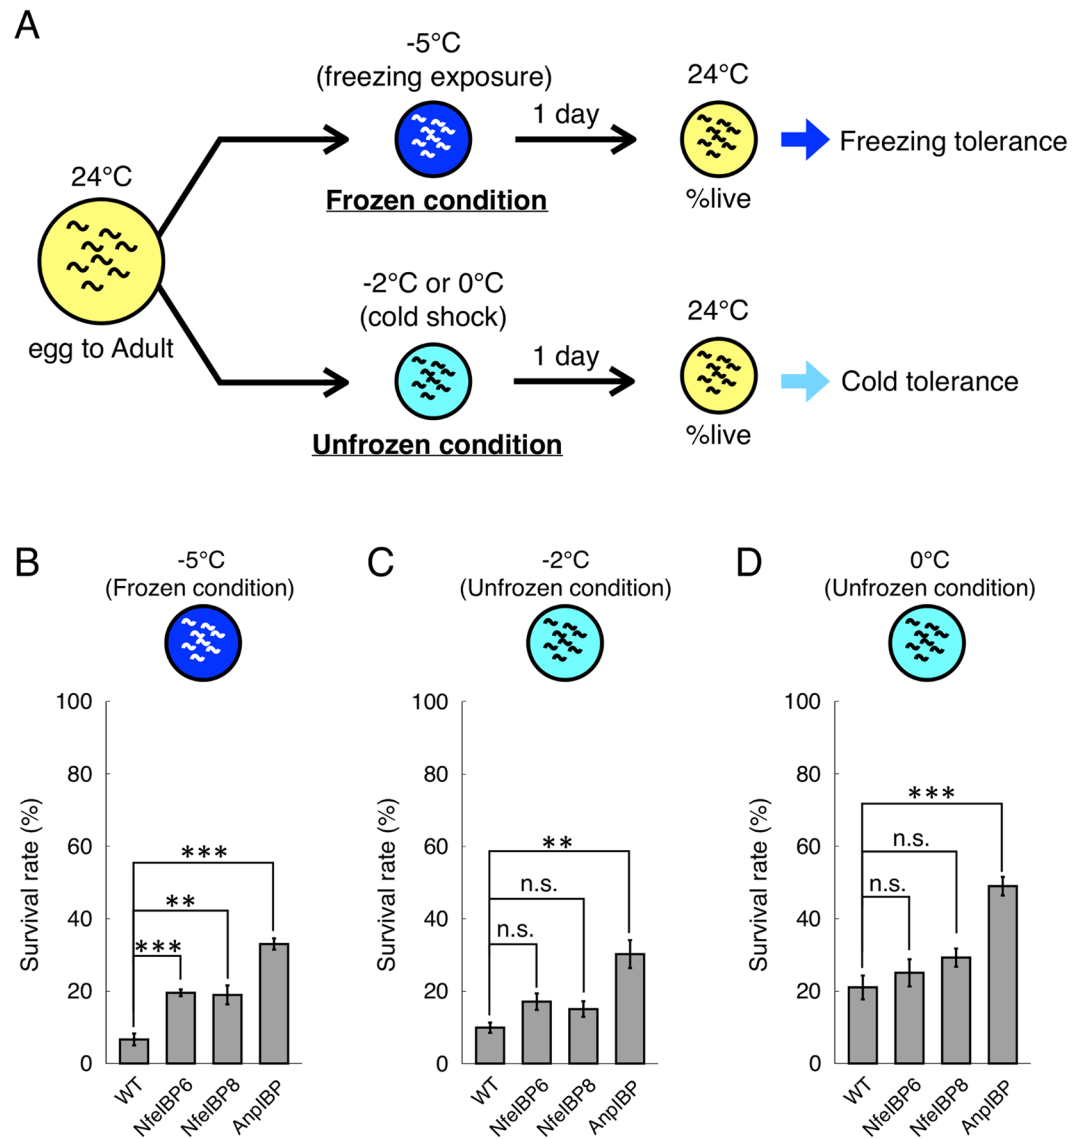 A
-5°C
(freezing exposure)
24°C
1 day
Freezing tolerance
24°C
Frozen condition
%live
-2°C or 0°C
(cold shock)
24°C
egg to Adult
1 day
Cold tolerance
Unfrozen condition
%live
B
-5°C
(Frozen condition)
Survival rate (%)
100
80
60
40
20
0
***
**
***
WT
NfeIBP6
NfeIBP8
AnpIBP
C
-2°C
(Unfrozen condition)
Survival rate (%)
100
80
60
40
20
0
**
n.s.
n.s.
WT
NfeIBP6
NfeIBP8
AnpIBP
D
0°C
(Unfrozen condition)
Survival rate (%)
100
80
60
40
20
0
***
n.s.
n.s.
WT
NfeIBP6
NfeIBP8
AnpIBP